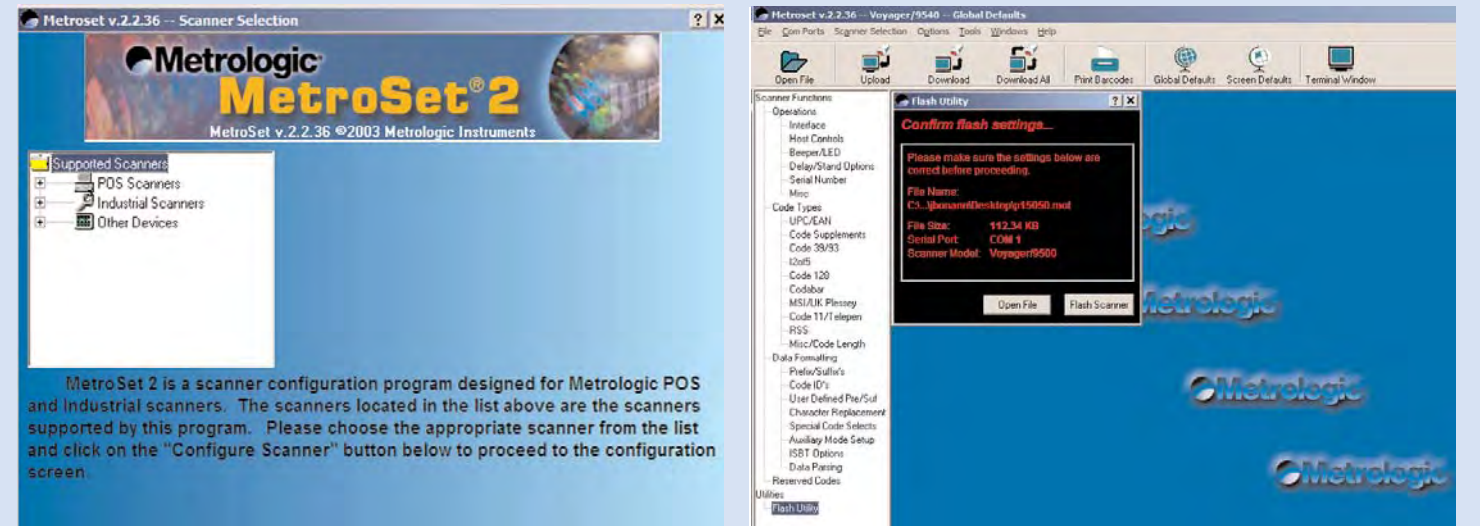 Metroset v.2.2.36 -- Scanner Selection
Metrologic
MetroSet®2
MetroSet v.2.2.36 ©2003 Metrologic Instruments
Supported Scanners
POS Scanners
Industrial Scanners
Other Devices
MetroSet 2 is a scanner configuration program designed for Metrologic POS
and Industrial scanners. The scanners located in the list above are the scanners
supported by this program. Please choose the appropriate scanner from the list
and click on the "Configure Scanner" button below to proceed to the configuration
screen.
Metroset v.2.2.36 -- Voyager/9540 -- Global Defaults
File Com Ports Scanner Selection Options Tools Windows Help
Open File Upload Download Download All Print Barcodes Global Defaults Screen Defaults Terminal Window
Scanner Functions
Operations
Interface
Host Controls
Beeper/LED
Delay/Stand Options
Serial Number
Misc
Code Types
UPC/EAN
Code Supplements
Code 39/93
I2of5
Code 128
Codabar
MSI/UK Plessey
Code 11/Telepen
RSS
Misc/Code Length
Data Formatting
Prefix/Suffix's
Code ID's
User Defined Pre/Suf
Character Replacement
Special Code Selects
Auxiliary Mode Setup
ISBT Options
Data Parsing
Reserved Codes
Utilities
Flash Utility
Flash Utility
Confirm flash settings...
Please make sure the settings below are
correct before proceeding.
File Name:
C:\...\jbonann\Desktop\p15050.mot
File Size: 112.34 KB
Serial Port: COM 1
Scanner Model: Voyager/9500
Open File Flash Scanner
ogic
Metrologic
Metrologic
Metrologic